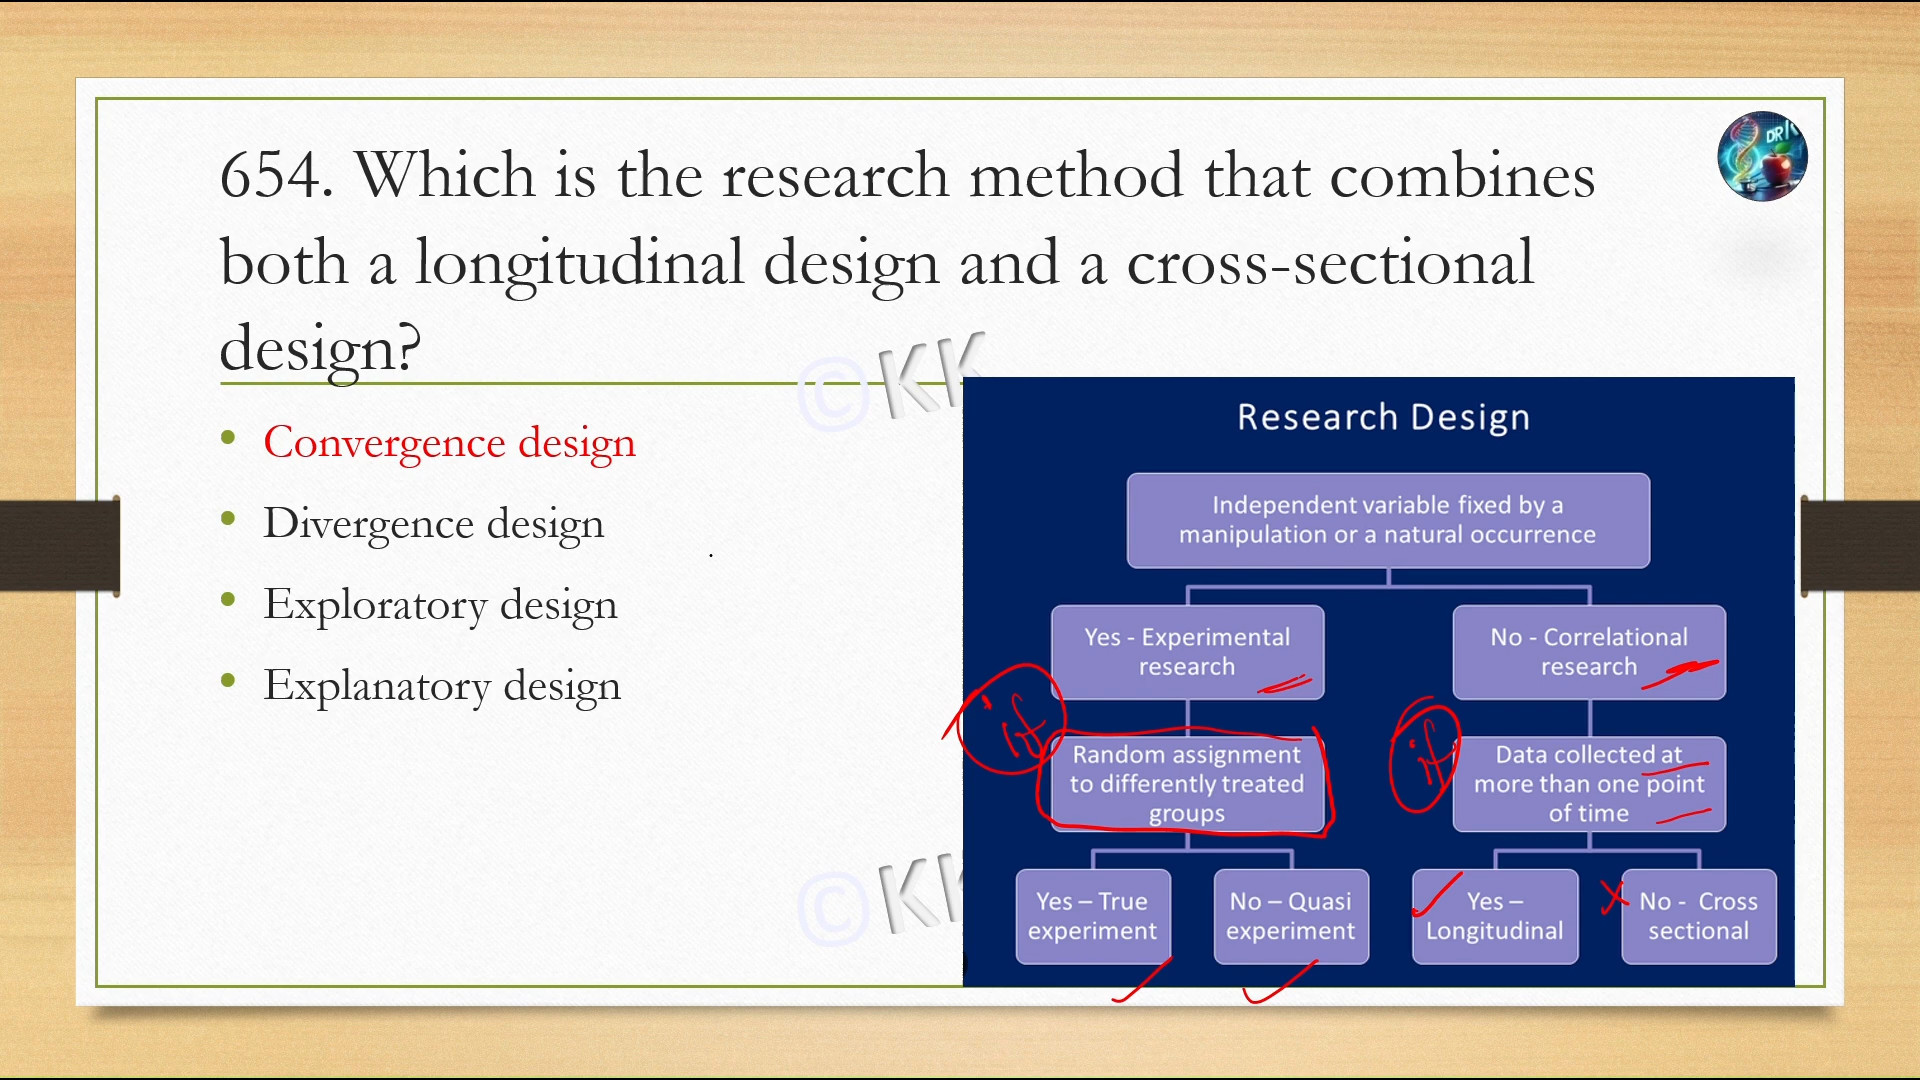 654. Which is the research method that combines
both a longitudinal design and a cross-sectional
design?
DR
©KK
Convergence design
Divergence design
Exploratory design
Explanatory design
©KK
Research Design
Independent variable fixed by a
manipulation or a natural occurrence
Yes - Experimental
research
No - Correlational
research
if
Random assignment
to differently treated
groups
if
Data collected at
more than one point
of time
Yes – True
experiment
No – Quasi
experiment
Yes –
Longitudinal
No - Cross
sectional